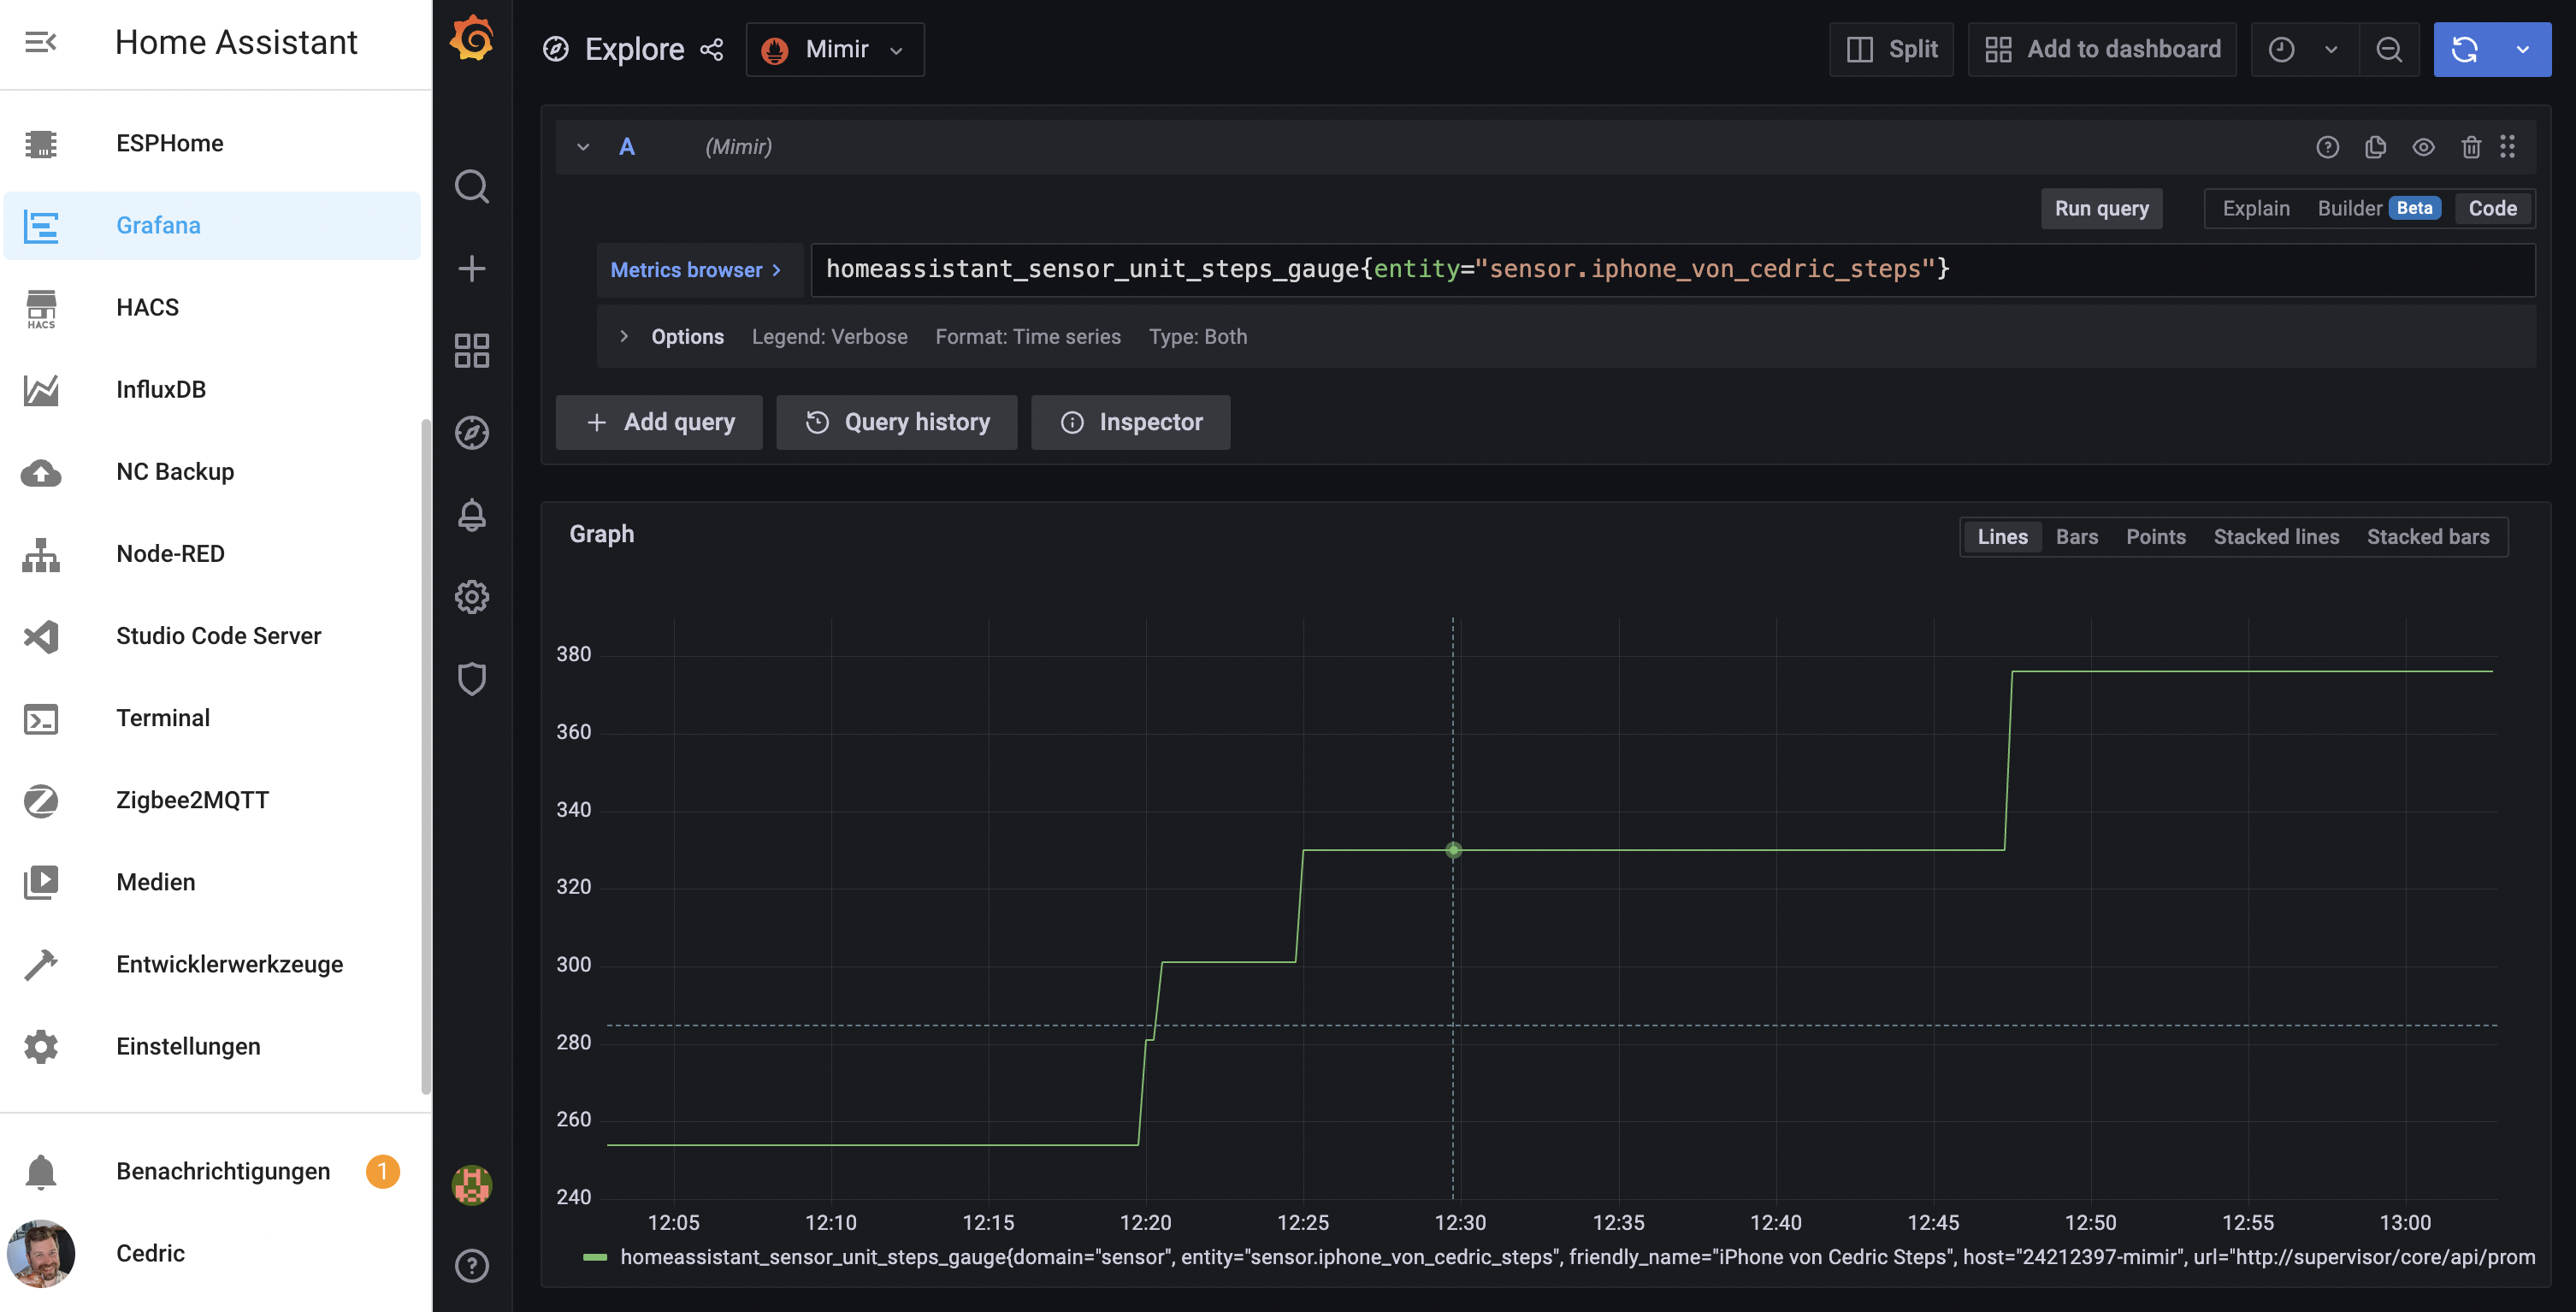 Home Assistant
ESPHome
Grafana
HACS
HACS
InfluxDB
NC Backup
Node-RED
Studio Code Server
Terminal
Zigbee2MQTT
Medien
Entwicklerwerkzeuge
Einstellungen
Benachrichtigungen 1
Cedric
Explore Mimir Split Add to dashboard
A (Mimir)
Run query Explain Builder Beta Code
Metrics browser > homeassistant_sensor_unit_steps_gauge{entity="sensor.iphone_von_cedric_steps"}
Options Legend: Verbose Format: Time series Type: Both
+ Add query Query history Inspector
Graph Lines Bars Points Stacked lines Stacked bars
380
360
340
320
300
280
260
240
12:05 12:10 12:15 12:20 12:25 12:30 12:35 12:40 12:45 12:50 12:55 13:00
homeassistant_sensor_unit_steps_gauge{domain="sensor", entity="sensor.iphone_von_cedric_steps", friendly_name="iPhone von Cedric Steps", host="24212397-mimir", url="http://supervisor/core/api/prom